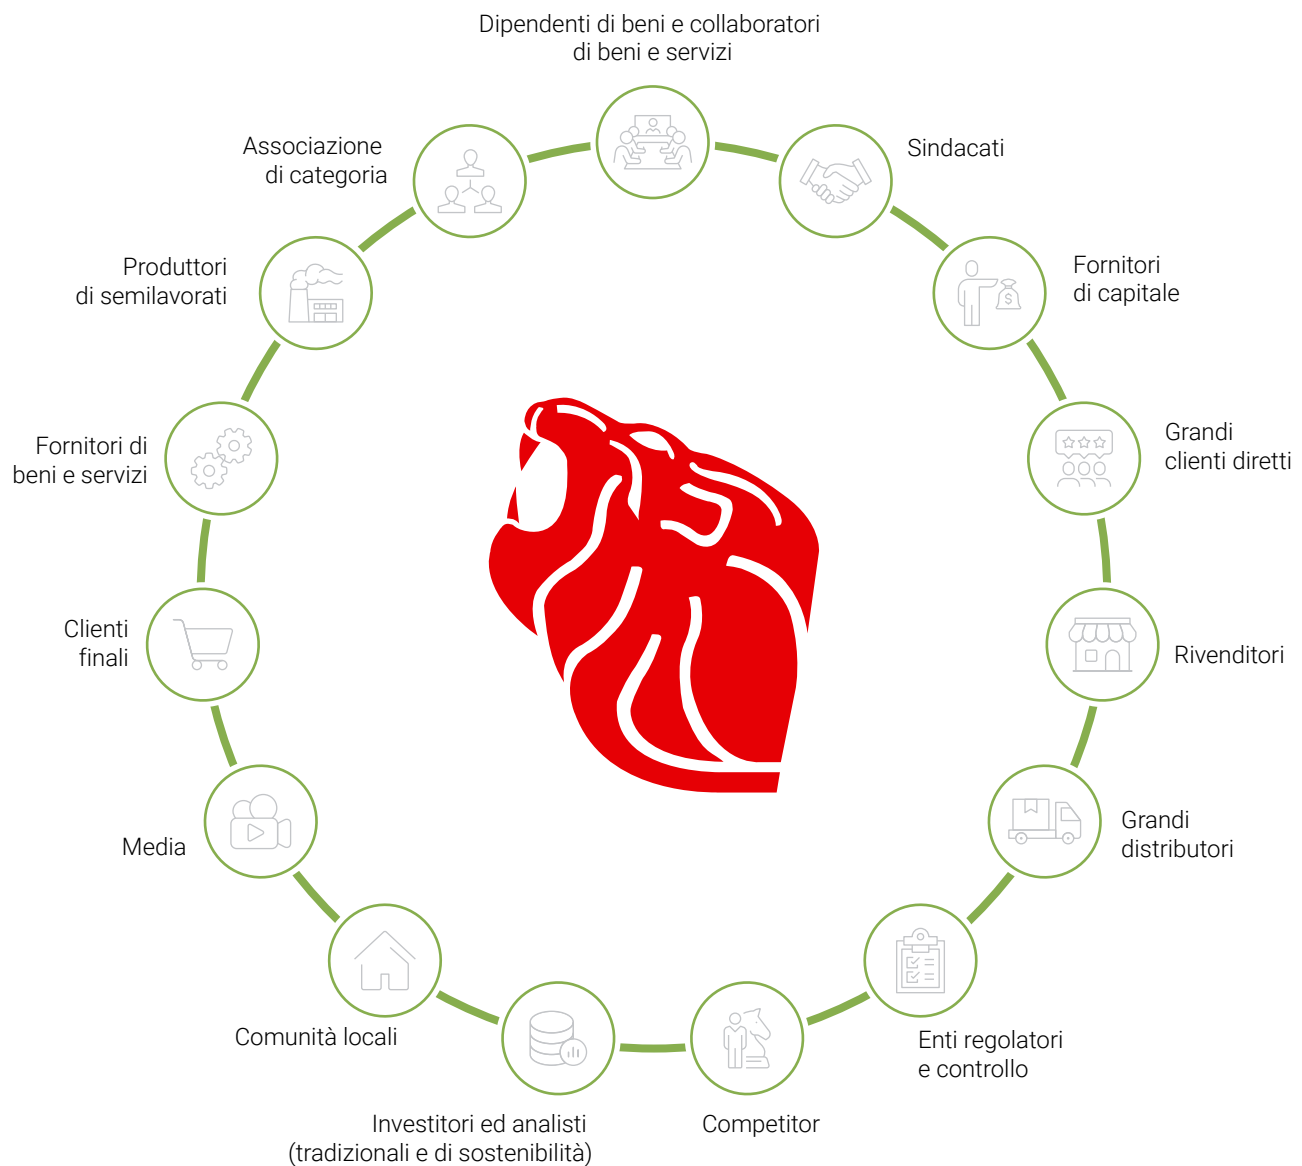 Dipendenti di beni e collaboratori
di beni e servizi
Sindacati
Fornitori
di capitale
Grandi
clienti diretti
Rivenditori
Grandi
distributori
Enti regolatori
e controllo
Competitor
Investitori ed analisti
(tradizionali e di sostenibilità)
Comunità locali
Media
Clienti
finali
Fornitori di
beni e servizi
Produttori
di semilavorati
Associazione
di categoria
$